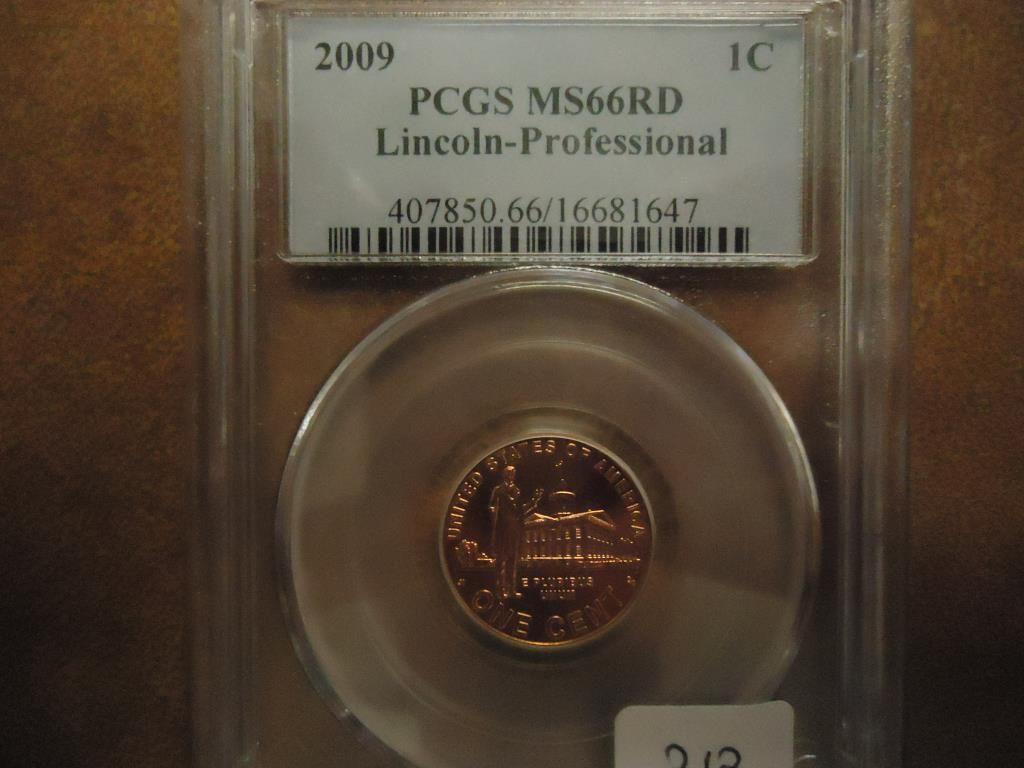 2009 1C
PCGS MS66RD
Lincoln-Professional
407850.66/16681647
UNITED STATES OF AMERICA
E PLURIBUS
UNUM
ONE CENT